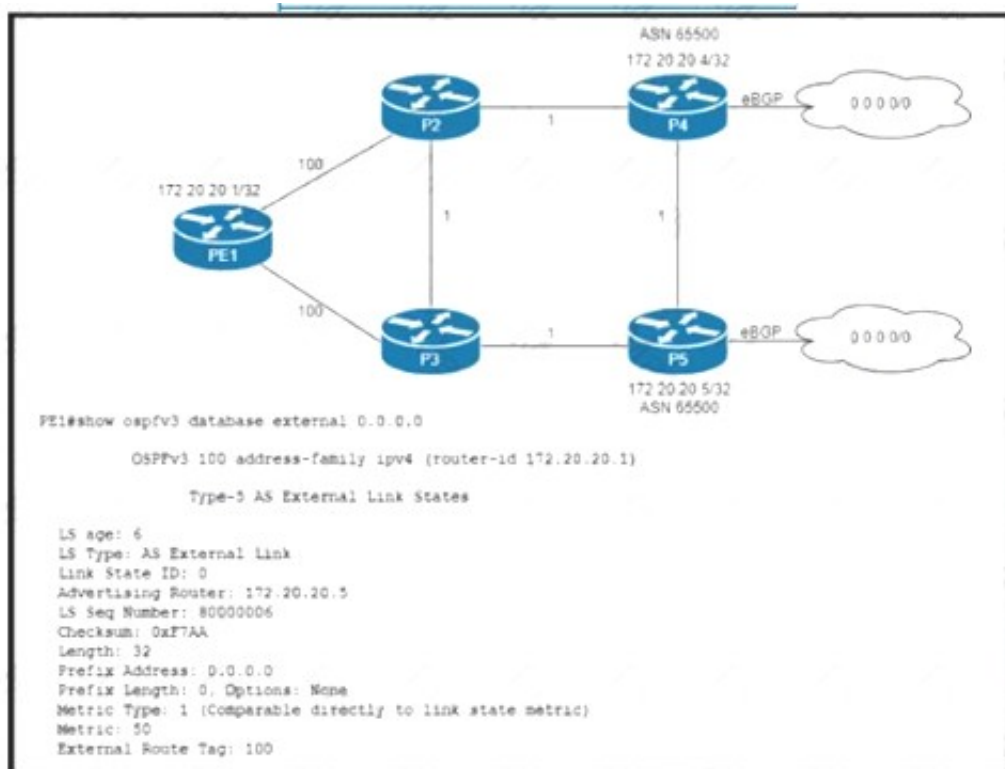 ASN 65500
172 20 20 4/32
eBGP
0 0 0 0/0
P2
1
P4
100
172 20 20 1/32
1
1
PE1
100
1
eBGP
0 0 0 0/0
P3
P5
172 20 20 5/32
ASN 65500
PE1#show ospfv3 database external 0.0.0.0
OSPFv3 100 address-family ipv4 (router-id 172.20.20.1)
Type-5 AS External Link States
LS age: 6
LS Type: AS External Link
Link State ID: 0
Advertising Router: 172.20.20.5
LS Seq Number: 80000006
Checksum: 0xF7AA
Length: 32
Prefix Address: 0.0.0.0
Prefix Length: 0, Options: None
Metric Type: 1 (Comparable directly to link state metric)
Metric: 50
External Route Tag: 100